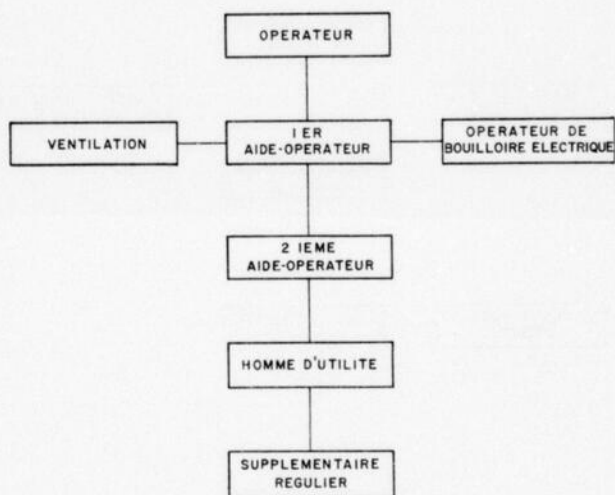 OPERATEUR
VENTILATION
1 ER
AIDE-OPERATEUR
OPERATEUR DE
BOUILLOIRE ELECTRIQUE
2 IEME
AIDE-OPERATEUR
HOMME D'UTILITE
SUPPLEMENTAIRE
REGULIER